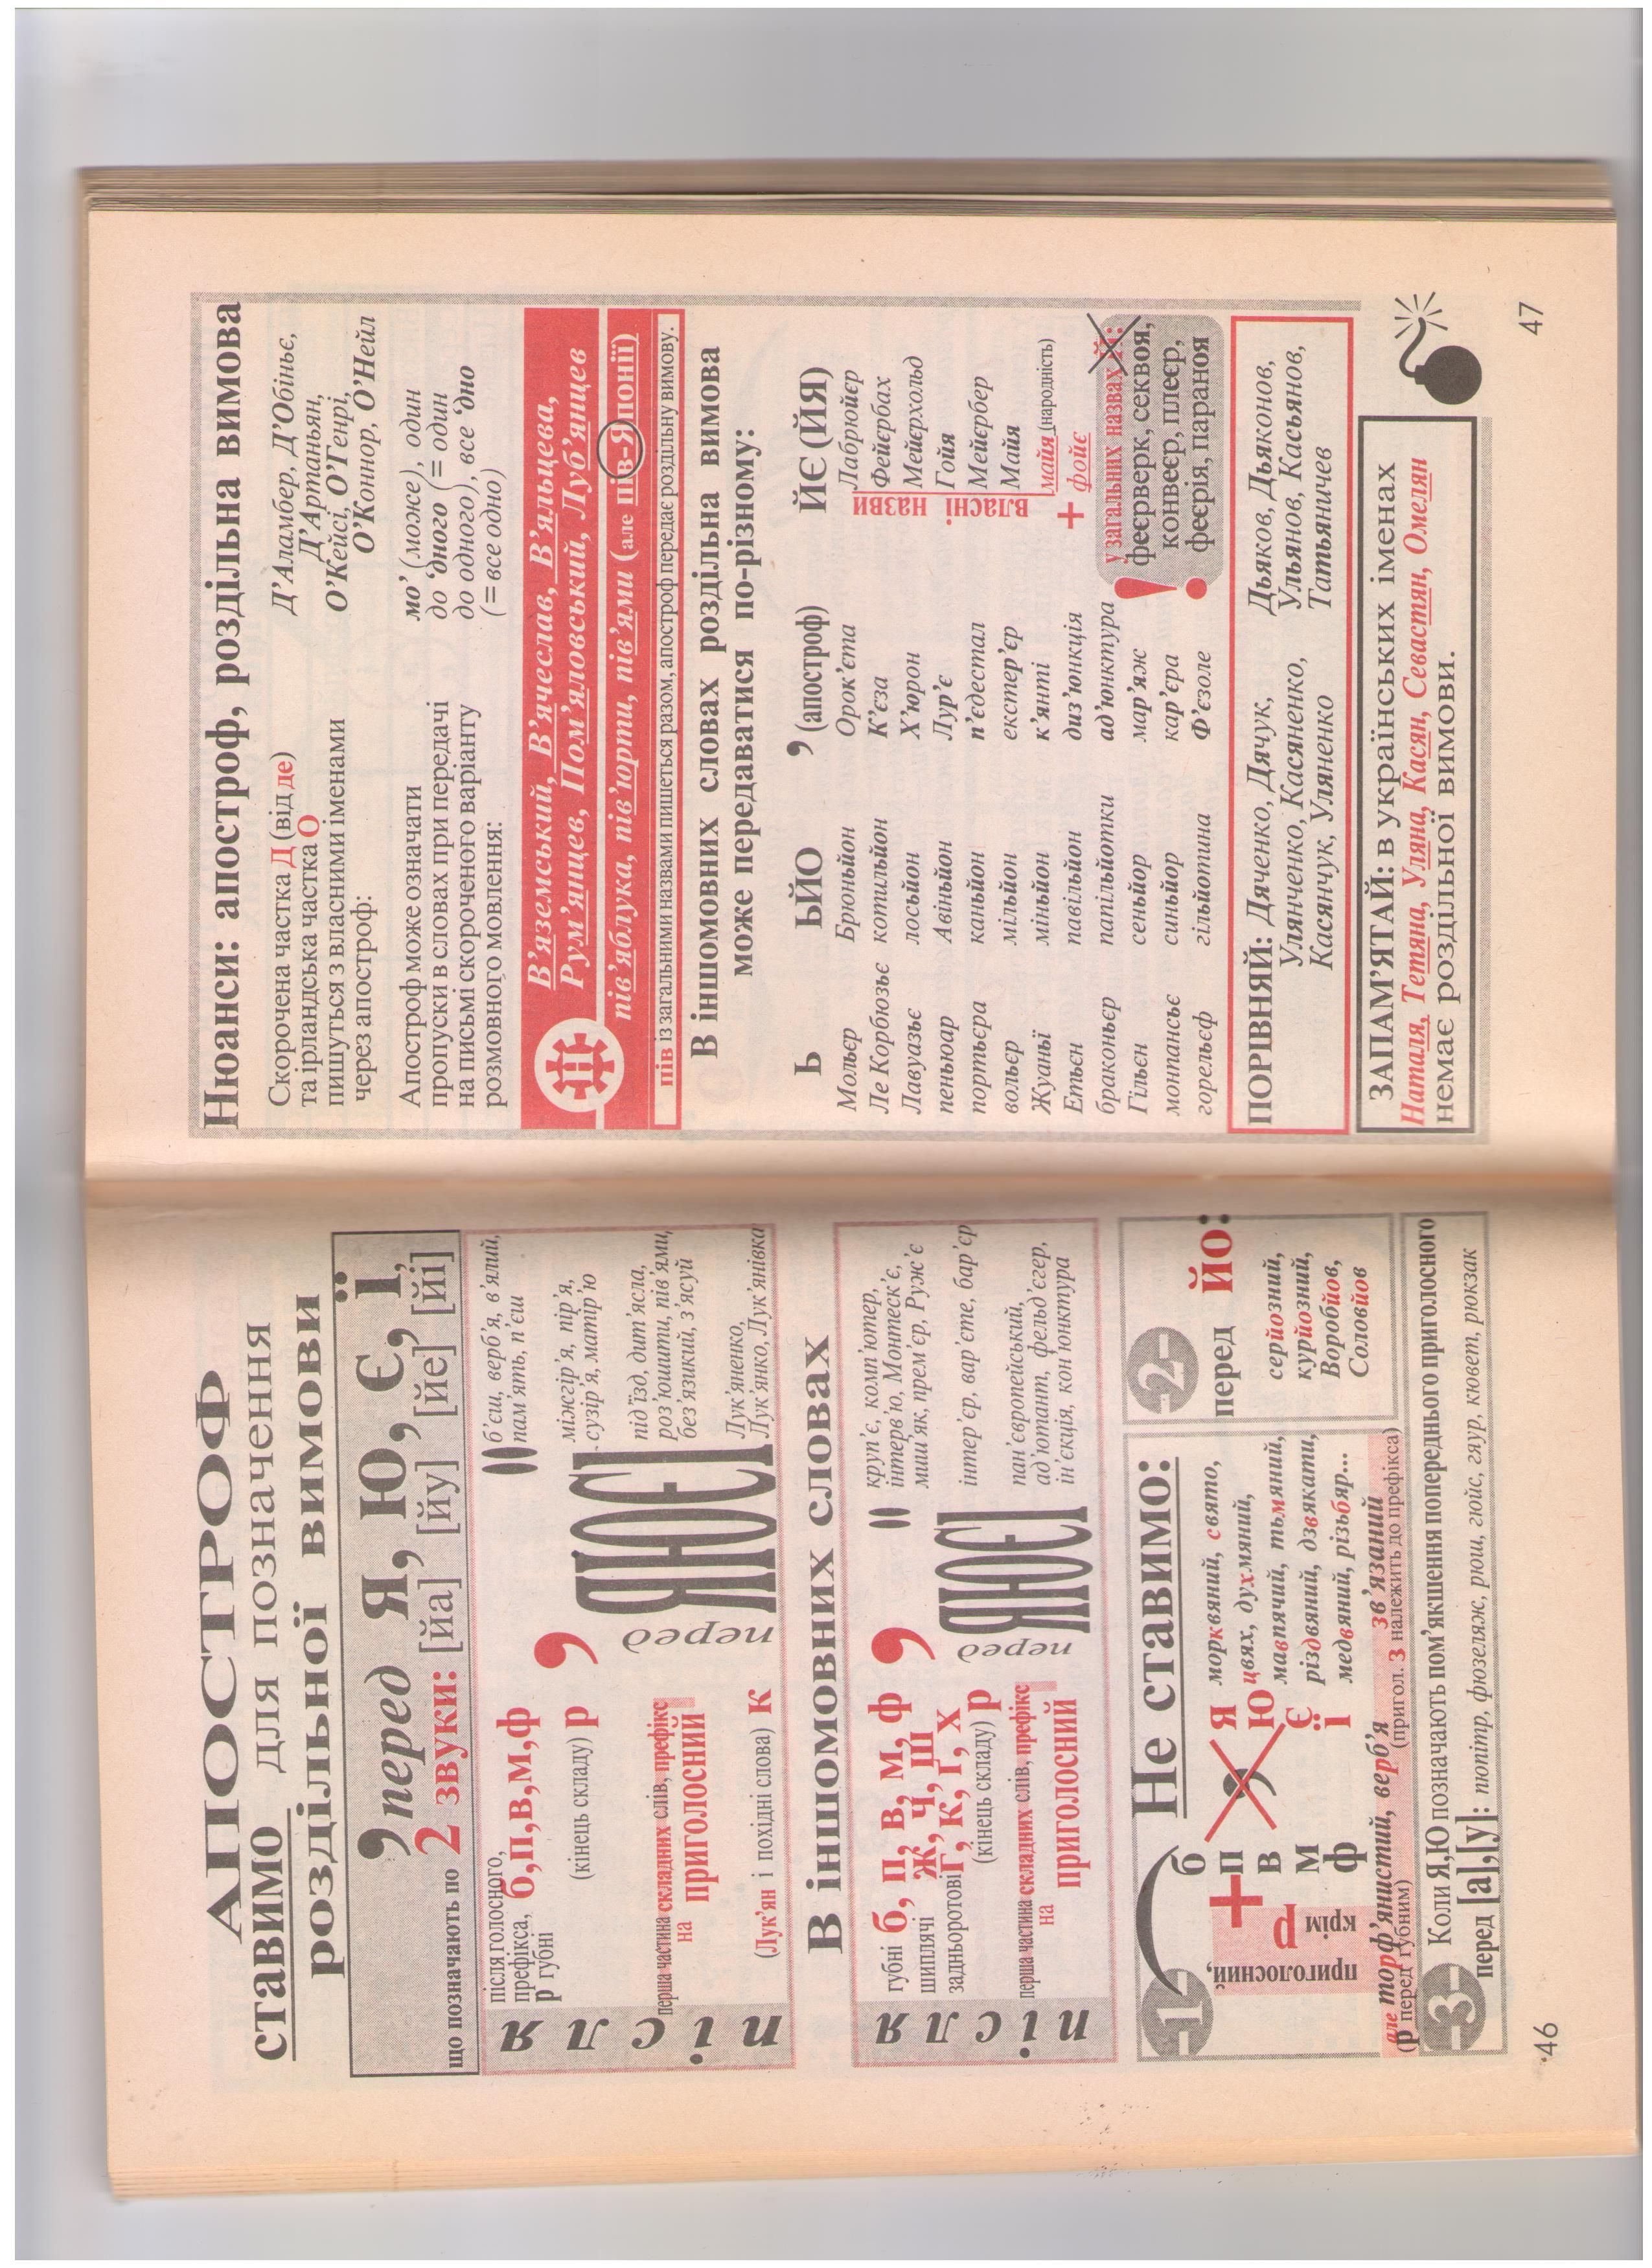 АПОСТРОФ
ставимо для позначення
роздільної вимови
’ перед Я, Ю, Є, Ї,
що позначають по 2 звуки: [йа] [йу] [йе] [йі]
після
після голосного,
префікса, б,п,в,м,ф
р губні
(кінець складу) р
перша частина складних слів, префікс
на приголосний
(Лук’ян і похідні слова) к
’
перед
ЯЮЄЇ
=
б’єш, верб’я, в’ялий,
пам’ять, п’єш
міжгір’я, пір’я,
сузір’я, матір’ю
під’їзд, дит’ясла,
роз’юшити, пів’ями,
без’язикий, з’ясуй
Лук’яненко,
Лук’янко, Лук’янівка
В іншомовних словах
після
губні б, п, в, м, ф
шиплячі ж, ч, ш
задньоротові г, к, ґ, х
(кінець складу) р
перша частина складних слів, префікс
на приголосний
’
перед
ЯЮЄЇ
=
круп’є, комп’ютер,
інтерв’ю, Монтеск’є,
миш’як, прем’єр, Руж’є
інтер’єр, вар’єте, бар’єр
пан’європейський,
ад’ютант, фельд’єгер,
ін’єкція, кон’юнктура
-1- Не ставимо:
приголосний,
крім р
+
б
п
в
м
ф
’
Я
Ю
Є
Ї
морквяний, свято,
цвях, духмяний,
мавпячий, тьмяний,
різдвяний, дзвякати,
медвяний, різьбяр...
але торф’янистий, верб’я зв’язаний
(р перед губним) (пригол. з належить до префікса)
-2-
перед йо:
серйозний,
курйозний,
Воробйов,
Соловйов
-3- Коли Я,Ю позначають пом’якшення попереднього приголосного
перед [а],[у]: тюпітр, фюзеляж, рюш, гюйс, гяур, кювет, рюкзак
46
Нюанси: апостроф, роздільна вимова
Скорочена частка Д (від де)
та ірландська частка О
пишуться з власними іменами
через апостроф:
Д’Аламбер, Д’Обіньє,
Д’Артаньян,
О’Кейсі, О’Генрі,
О’Коннор, О’Нейл
Апостроф може означати
пропуски в словах при передачі
на письмі скороченого варіанту
розмовного мовлення:
мо’ (може), один
до ‘дного (= один
до одного), все ‘дно
(= все одно)
В’яземський, В’ячеслав, В’яльцева,
Рум’янцев, Пом’яловський, Луб’янцев
пів’яблука, пів’юрти, пів’ями (але пів-Японії)
пів із загальними назвами пишеться разом, апостроф передає роздільну вимову.
В іншомовних словах роздільна вимова
може передаватися по-різному:
Ь
Мольєр
Ле Корбюзьє
Лавуазьє
пеньюар
портьєра
вольєр
Жуаньї
Етьєн
браконьєр
Гільєн
монпансьє
горельєф
ЬЙО
Брюньйон
котильйон
лосьйон
Авіньйон
каньйон
мільйон
міньйон
павільйон
папільйотки
сеньйор
синьйор
гільйотина
’ (апостроф)
Орок’єта
К’єза
Х’юрон
Лур’є
п’єдестал
екстер’єр
к’янті
диз’юнкція
ад’юнктура
мар’яж
кар’єра
Ф’єзоле
ЙЄ (ЙЯ)
власні назви
Лабрюйєр
Фейєрбах
Мейєрхольд
Гойя
Мейєрбер
Майя
+ майя (народність)
фойє
! у загальних назвах Й:
феєрверк, секвоя,
конвеєр, плеєр,
феєрія, параноя
ПОРІВНЯЙ: Дяченко, Дячук,
Улянченко, Касяненко,
Касянчук, Уляненко
Дьяков, Дьяконов,
Ульянов, Касьянов,
Татьяничев
ЗАПАМ’ЯТАЙ: в українських іменах
Наталя, Тетяна, Уляна, Касян, Севастян, Омелян
немає роздільної вимови.
47